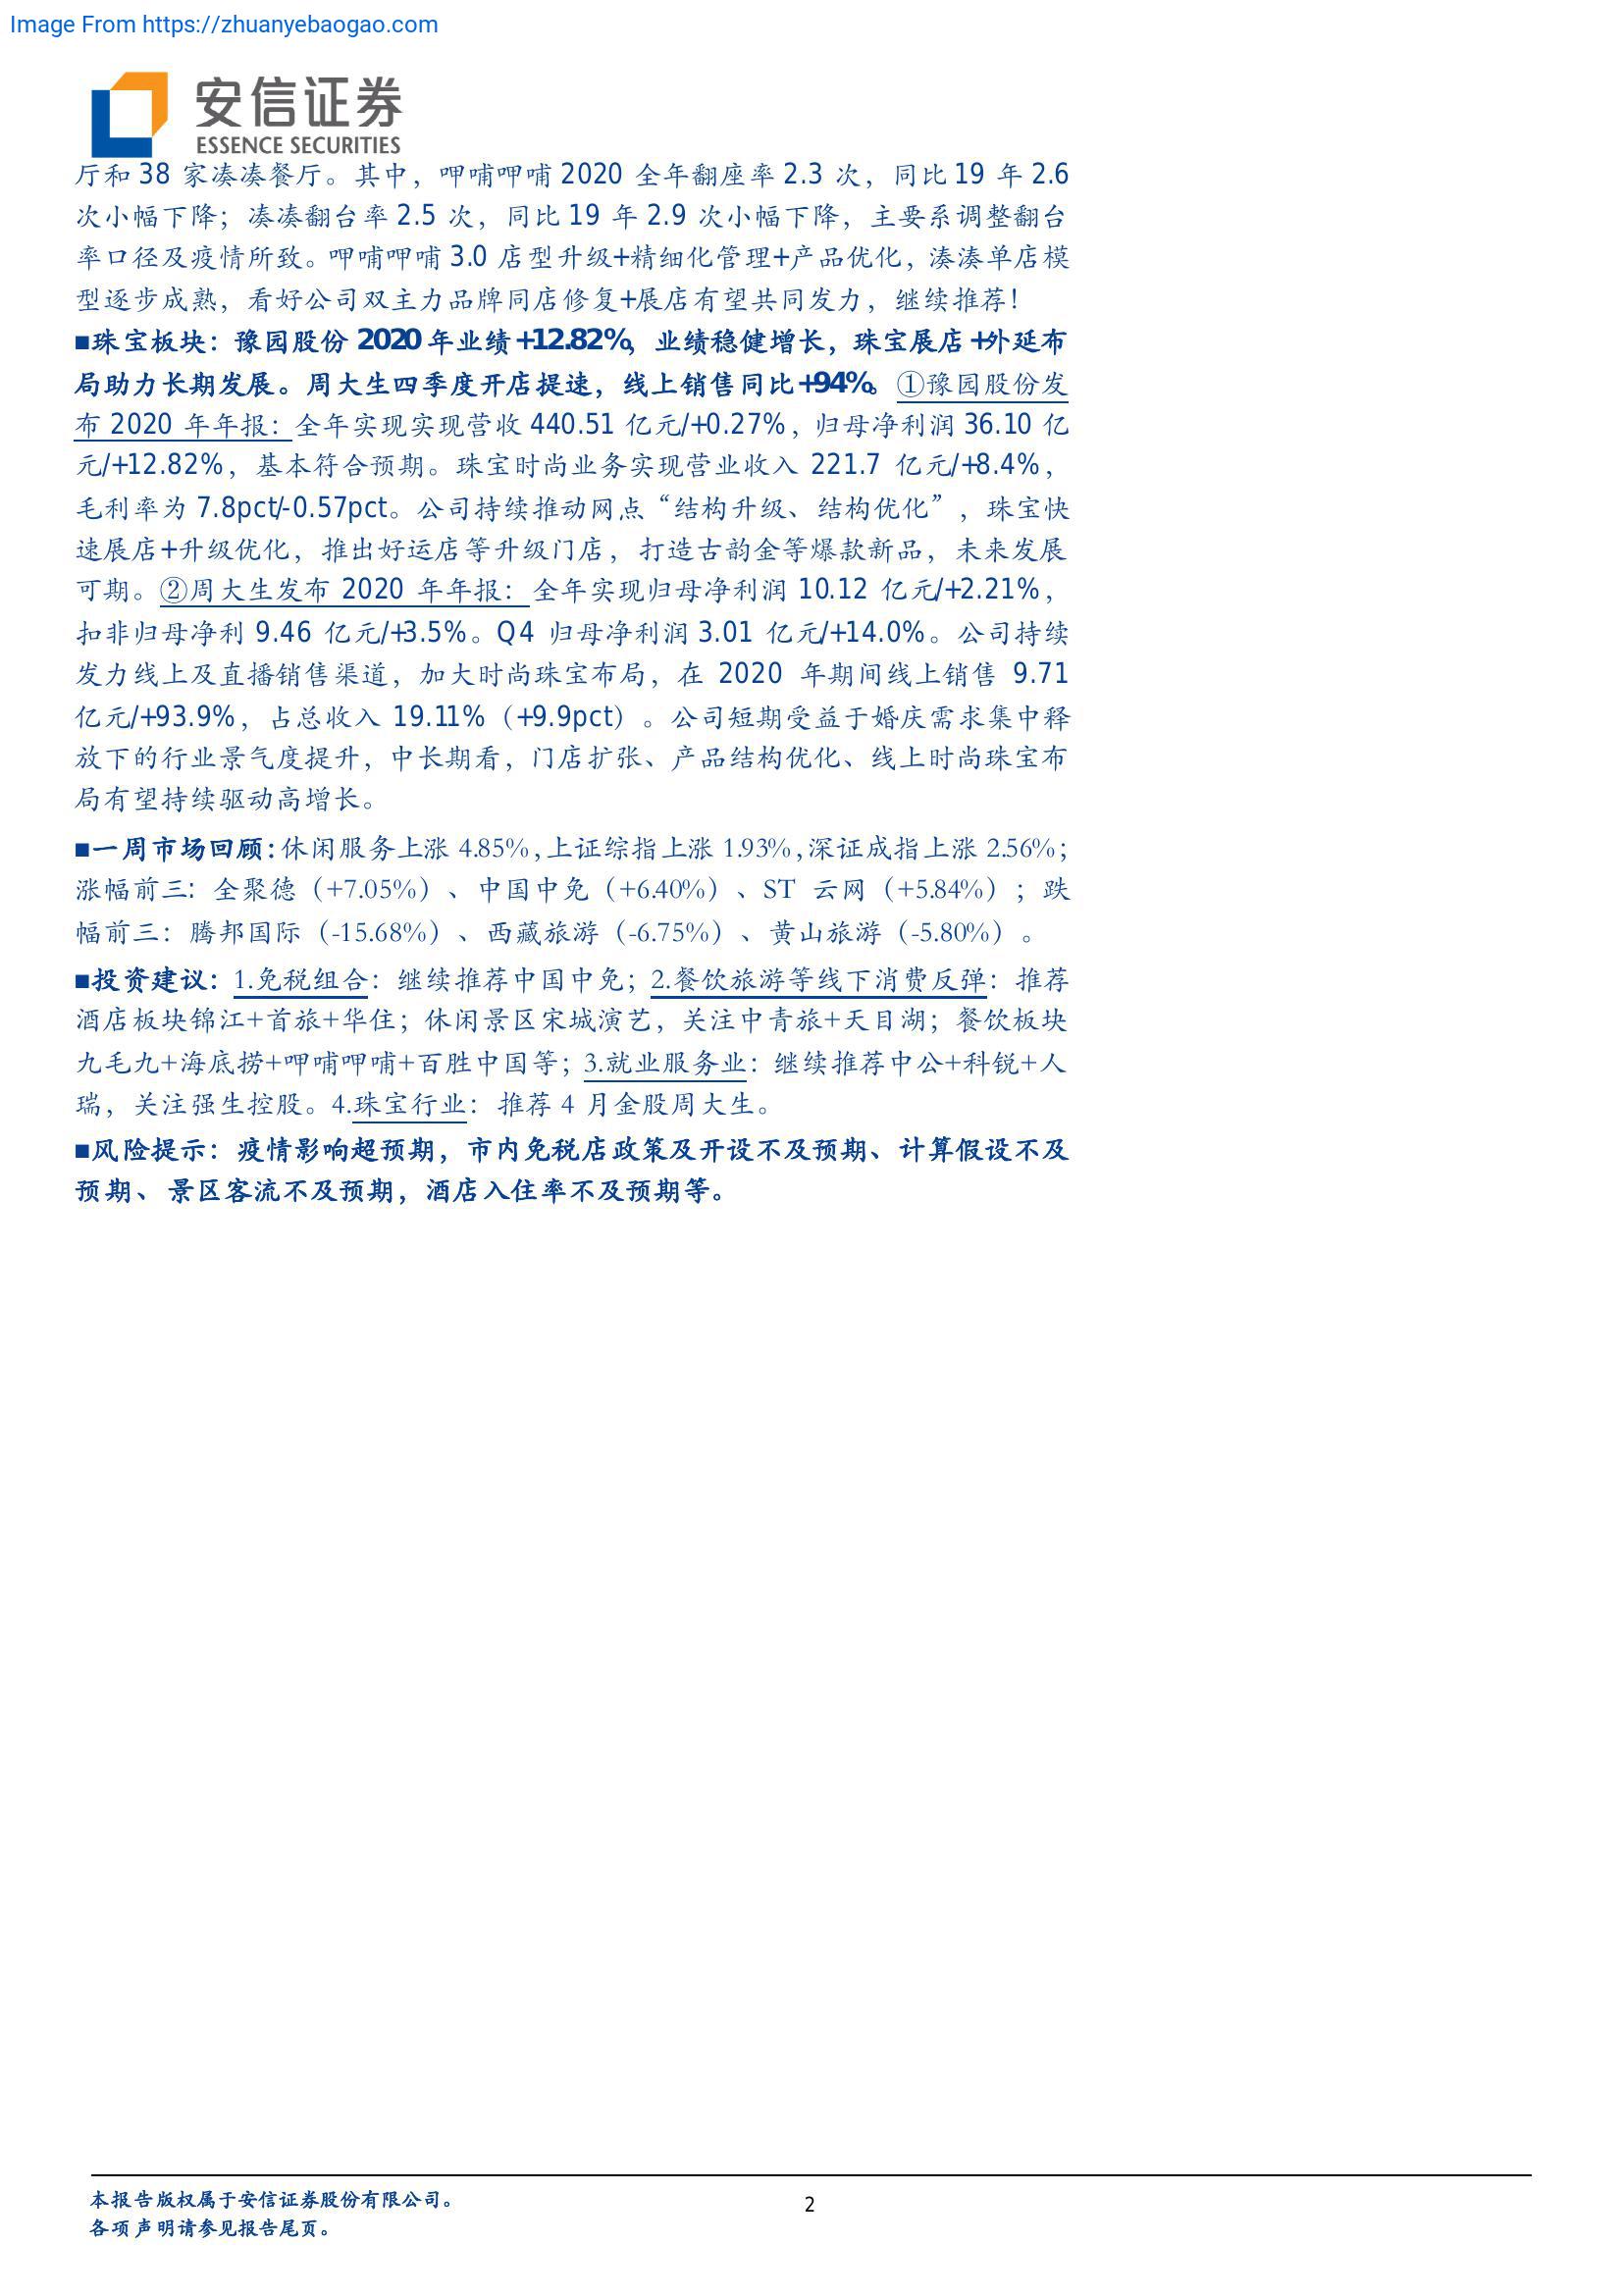 Image From https://zhuanyebaogao.com
安信证券
ESSENCE SECURITIES
厅和 38 家凑凑餐厅。其中，呷哺呷哺 2020 全年翻座率 2.3 次，同比 19 年 2.6
次小幅下降；凑凑翻台率 2.5 次，同比 19 年 2.9 次小幅下降，主要系调整翻台
率口径及疫情所致。呷哺呷哺 3.0 店型升级+精细化管理+产品优化，湊湊单店模
型逐步成熟，看好公司双主力品牌同店修复+展店有望共同发力，继续推荐！
■珠宝板块：豫园股份 2020 年业绩+12.82%，业绩稳健增长，珠宝展店+外延布
局助力长期发展。周大生四季度开店提速，线上销售同比+94%。①豫园股份发
布 2020 年年报：全年实现实现营收 440.51 亿元/+0.27%，归母净利润 36.10 亿
元/+12.82%，基本符合预期。珠宝时尚业务实现营业收入 221.7 亿元/+8.4%，
毛利率为 7.8pct/-0.57pct。公司持续推动网点“结构升级、结构优化”，珠宝快
速展店+升级优化，推出好运店等升级门店，打造古韵金等爆款新品，未来发展
可期。②周大生发布 2020 年年报：全年实现归母净利润 10.12 亿元/+2.21%，
扣非归母净利 9.46 亿元/+3.5%。Q4 归母净利润 3.01 亿元/+14.0%。公司持续
发力线上及直播销售渠道，加大时尚珠宝布局，在 2020 年期间线上销售 9.71
亿元/+93.9%，占总收入 19.11%（+9.9pct）。公司短期受益于婚庆需求集中释
放下的行业景气度提升，中长期看，门店扩张、产品结构优化、线上时尚珠宝布
局有望持续驱动高增长。
■一周市场回顾：休闲服务上涨 4.85%，上证综指上涨 1.93%，深证成指上涨 2.56%；
涨幅前三：全聚德（+7.05%）、中国中免（+6.40%）、ST 云网（+5.84%）；跌
幅前三：腾邦国际（-15.68%）、西藏旅游（-6.75%）、黄山旅游（-5.80%）。
■投资建议：1.免税组合：继续推荐中国中免；2.餐饮旅游等线下消费反弹：推荐
酒店板块锦江+首旅+华住；休闲景区宋城演艺，关注中青旅+天目湖；餐饮板块
九毛九+海底捞+呷哺呷哺+百胜中国等；3.就业服务业：继续推荐中公+科锐+人
瑞，关注强生控股。4.珠宝行业：推荐 4 月金股周大生。
■风险提示：疫情影响超预期，市内免税店政策及开设不及预期、计算假设不及
预期、景区客流不及预期，酒店入住率不及预期等。
本报告版权属于安信证券股份有限公司。
2
各项声明请参见报告尾页。